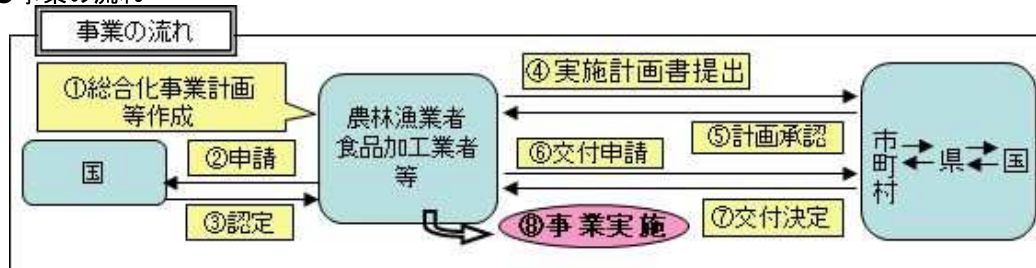 事業の流れ
①総合化事業計画
等作成
農林漁業者
食品加工業者
等
国
②申請
③認定
④実施計画書提出
⑤計画承認
⑥交付申請
⑦交付決定
⑧事業実施
市町村
県
国